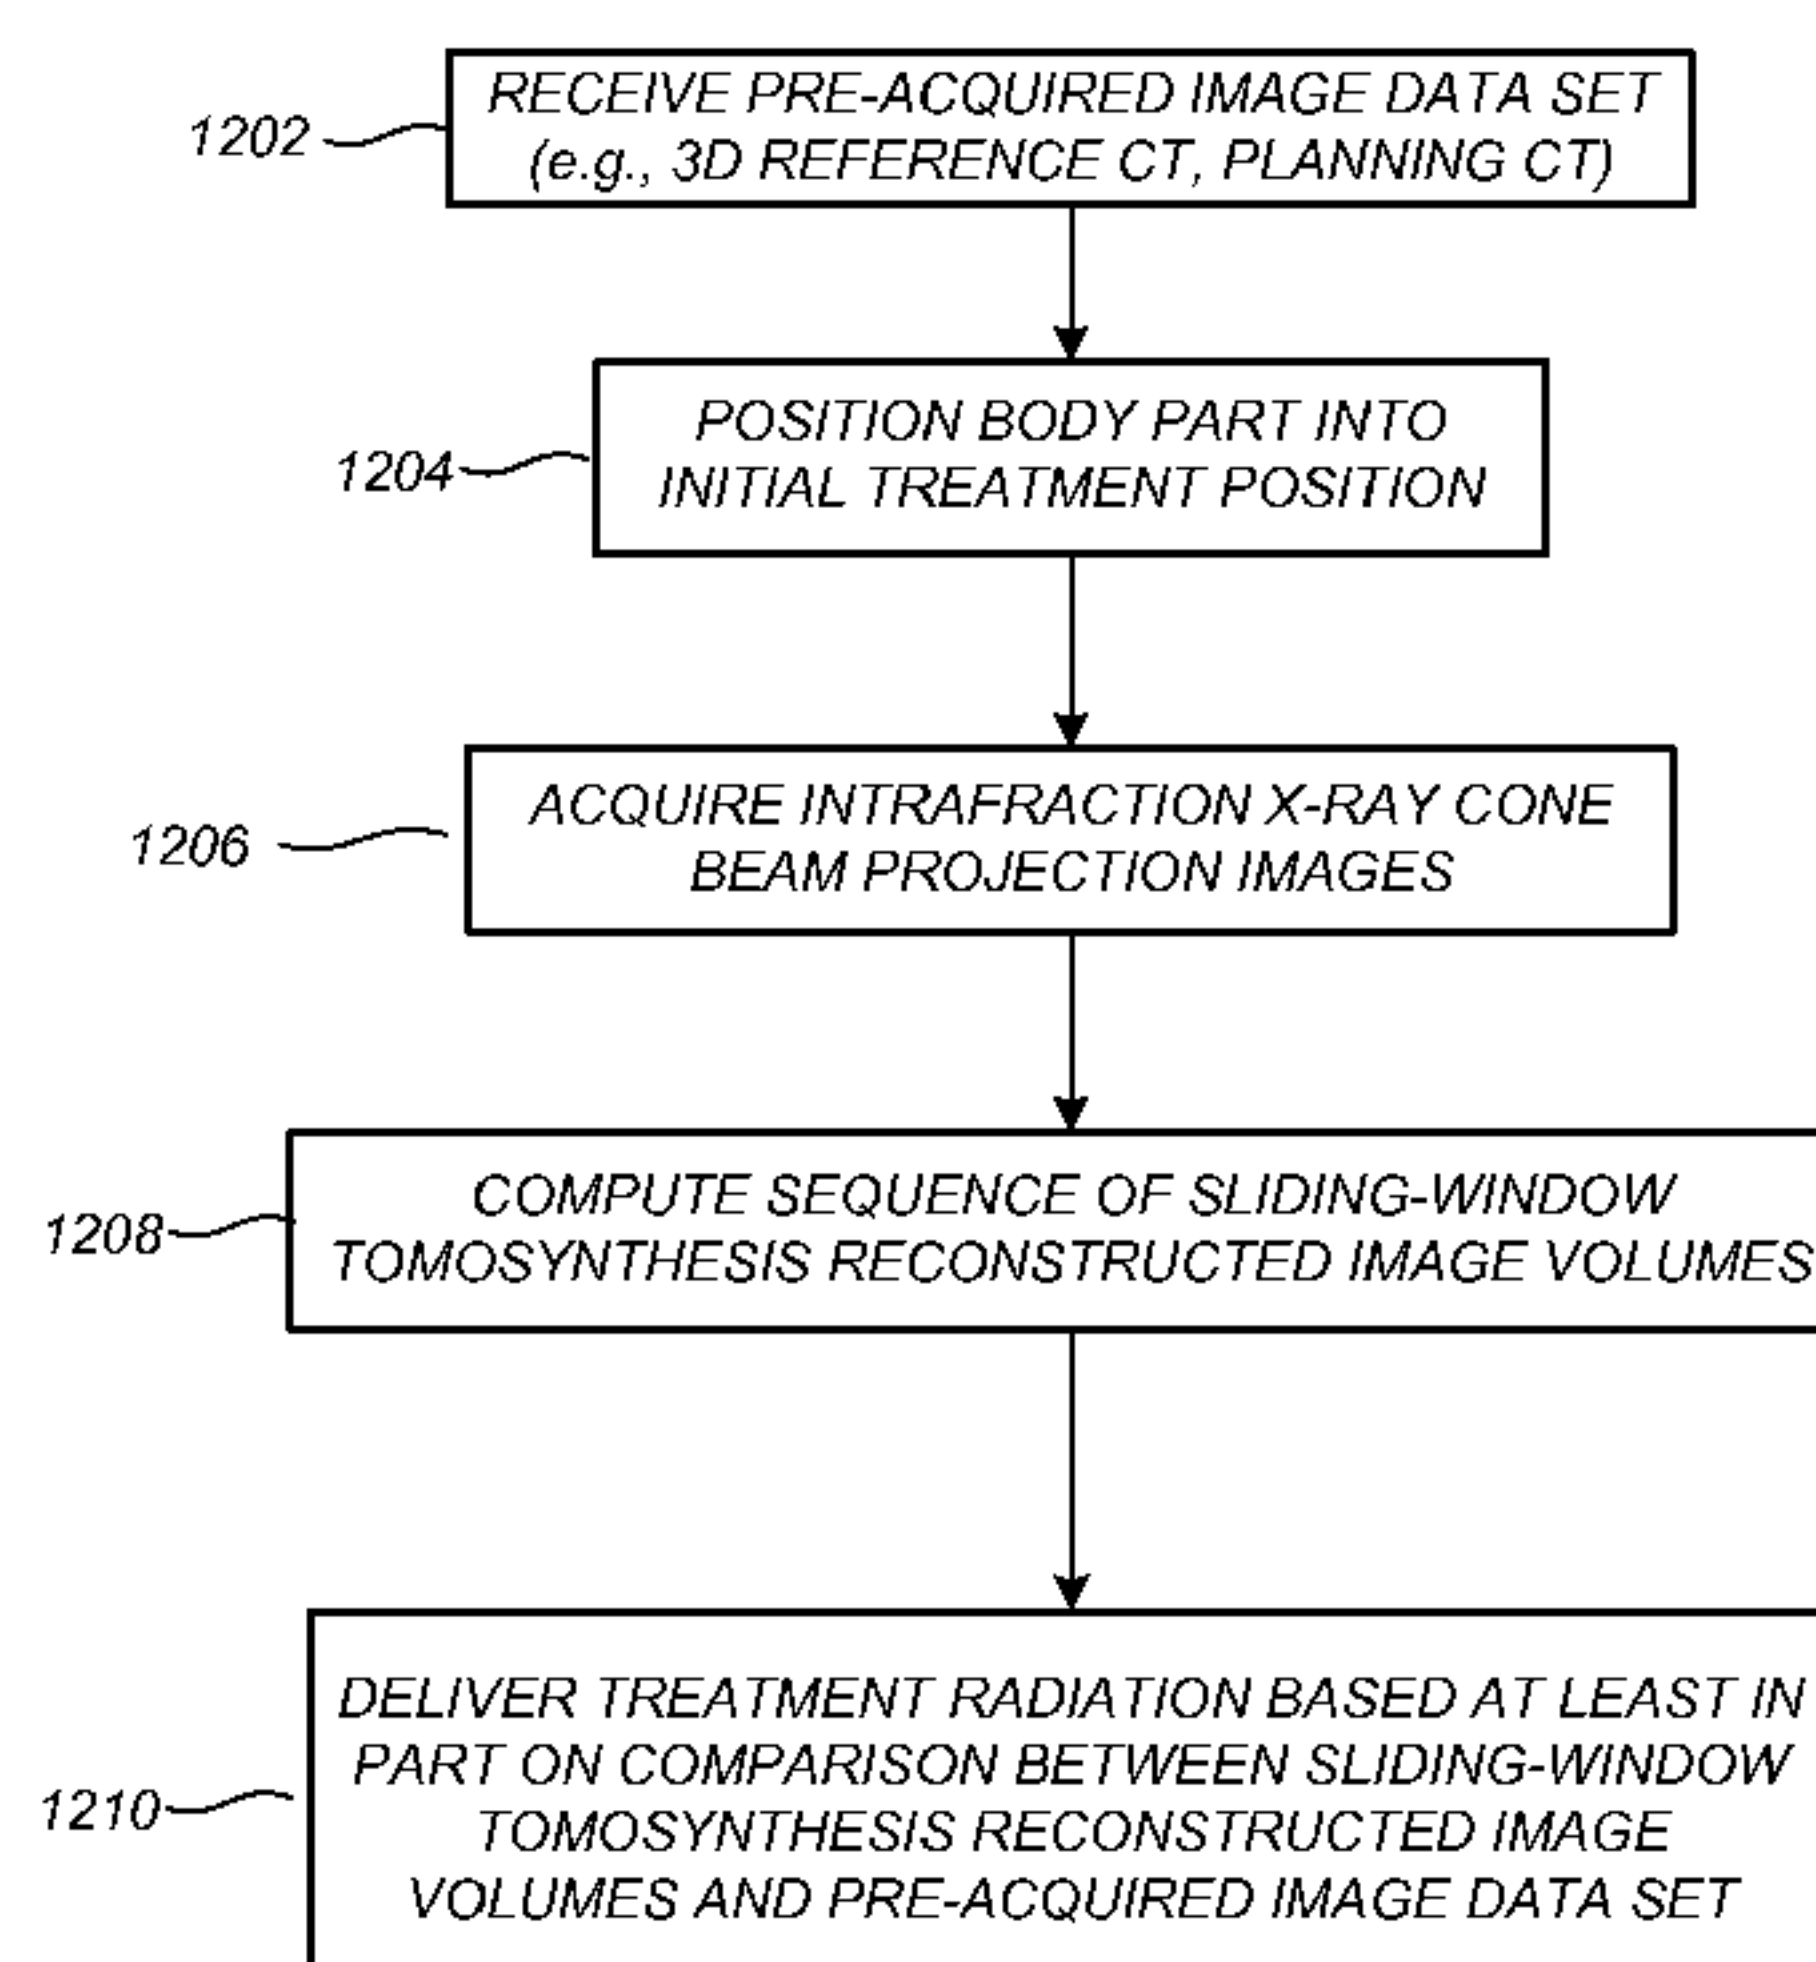 1202
RECEIVE PRE-ACQUIRED IMAGE DATA SET
(e.g., 3D REFERENCE CT, PLANNING CT)
1204
POSITION BODY PART INTO
INITIAL TREATMENT POSITION
1206
ACQUIRE INTRAFRACTION X-RAY CONE
BEAM PROJECTION IMAGES
1208
COMPUTE SEQUENCE OF SLIDING-WINDOW
TOMOSYNTHESIS RECONSTRUCTED IMAGE VOLUMES
1210
DELIVER TREATMENT RADIATION BASED AT LEAST IN
PART ON COMPARISON BETWEEN SLIDING-WINDOW
TOMOSYNTHESIS RECONSTRUCTED IMAGE
VOLUMES AND PRE-ACQUIRED IMAGE DATA SET